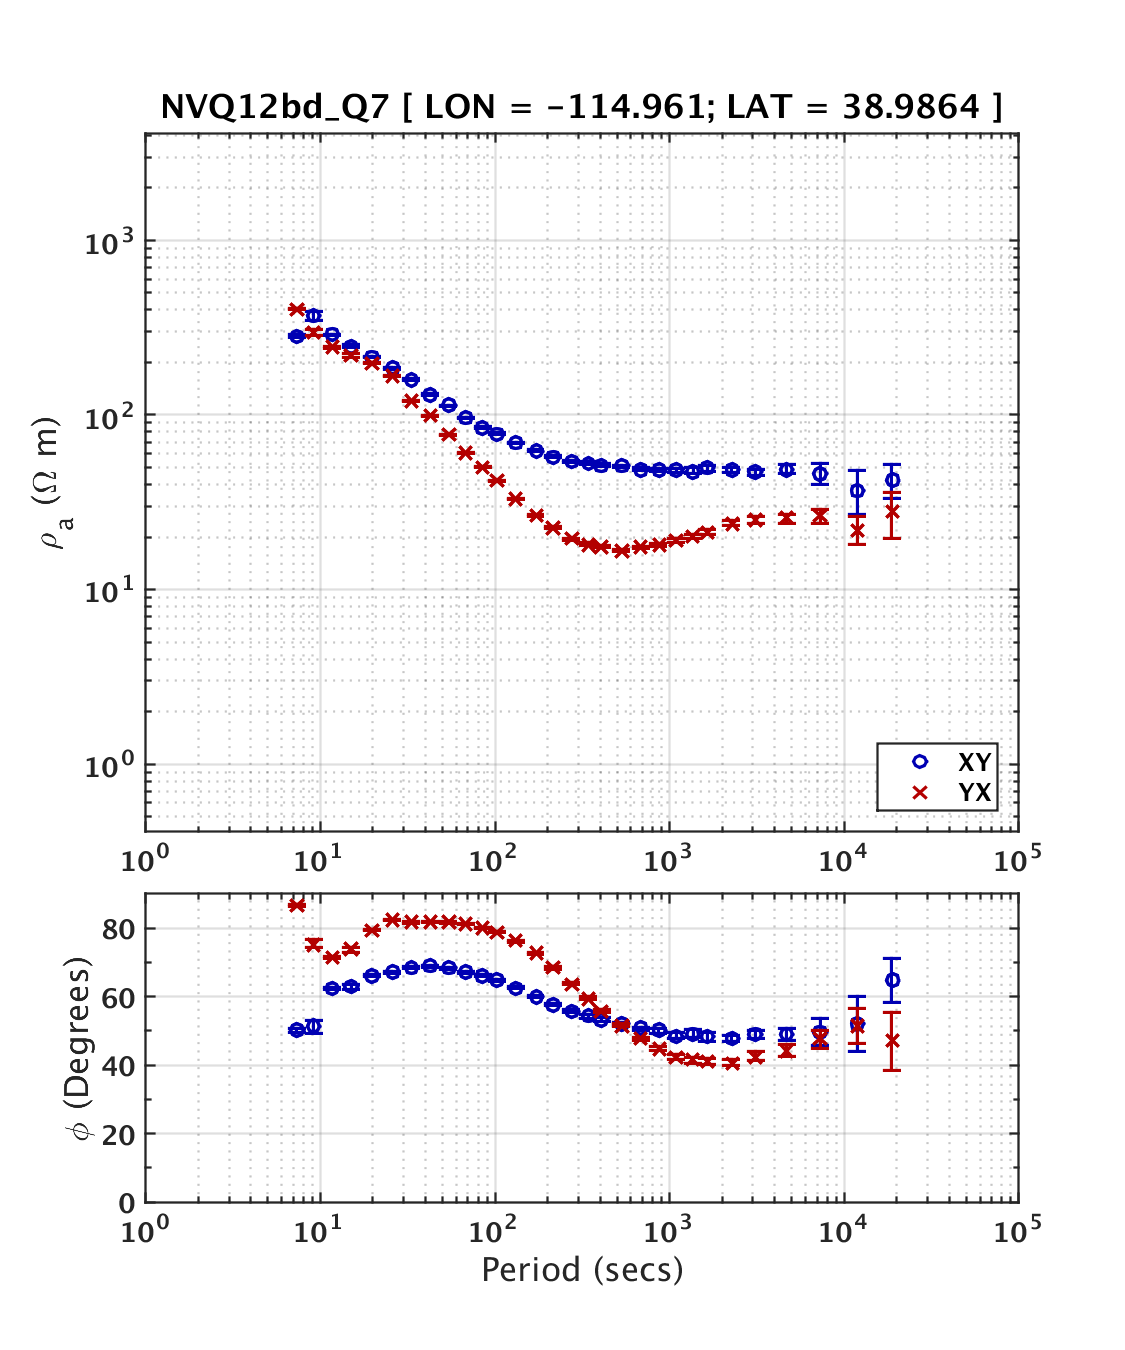 NVQ12bd_Q7 [ LON = -114.961; LAT = 38.9864 ]
ρa (Ω m)
10³
10²
10¹
10⁰
XY
YX
10⁰ 10¹ 10² 10³ 10⁴ 10⁵
ϕ (Degrees)
80
60
40
20
0
10⁰ 10¹ 10² 10³ 10⁴ 10⁵
Period (secs)